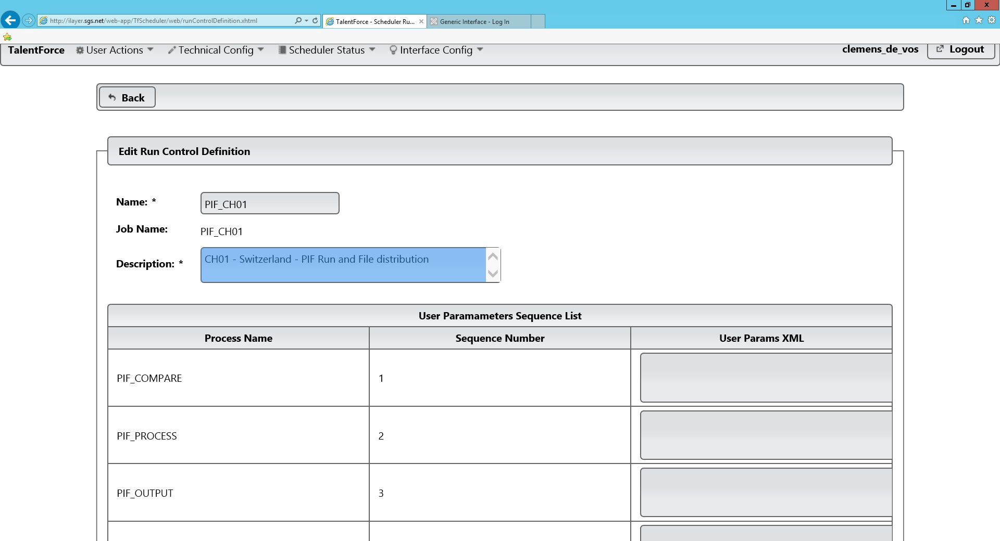 http://ilayer.sgs.net/web-app/TfScheduler/web/runControlDefinition.xhtml
TalentForce - Scheduler Ru...
Generic Interface - Log In
TalentForce
User Actions
Technical Config
Scheduler Status
Interface Config
clemens_de_vos
Logout
Back
Edit Run Control Definition
Name: *
PIF_CH01
Job Name:
PIF_CH01
Description: *
CH01 - Switzerland - PIF Run and File distribution
User Paramameters Sequence List
Process Name
Sequence Number
User Params XML
PIF_COMPARE
1
PIF_PROCESS
2
PIF_OUTPUT
3